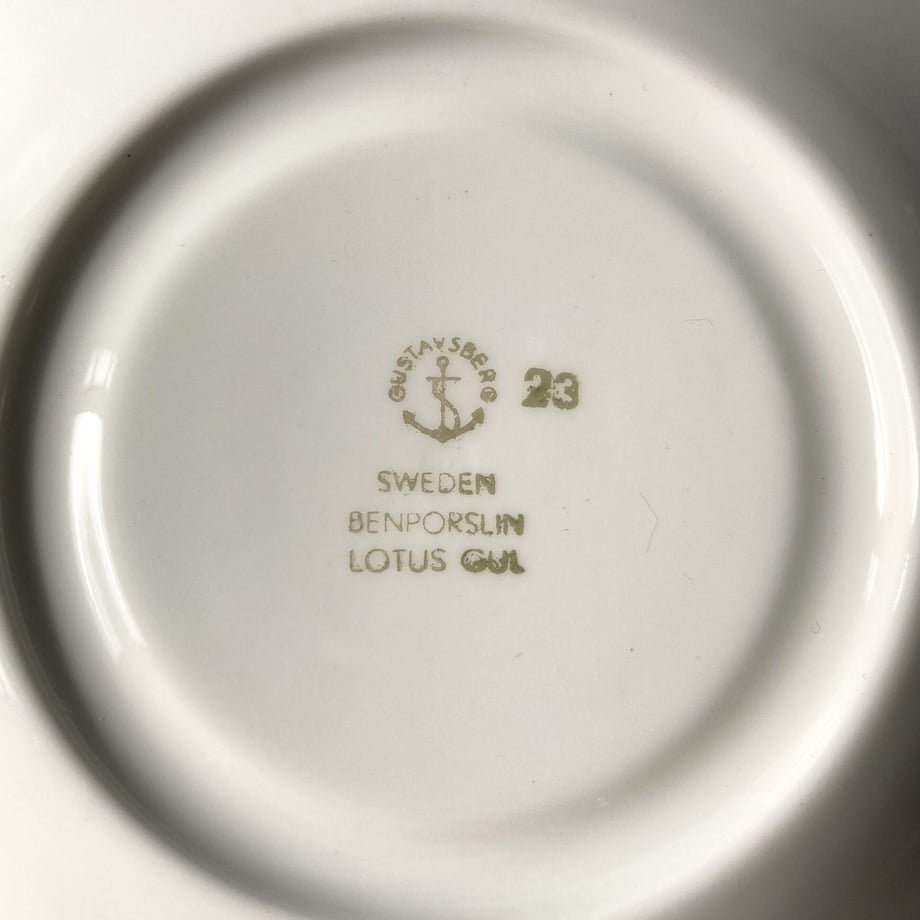 GUSTAVSBERG
23
SWEDEN
BENPORSLIN
LOTUS GUL